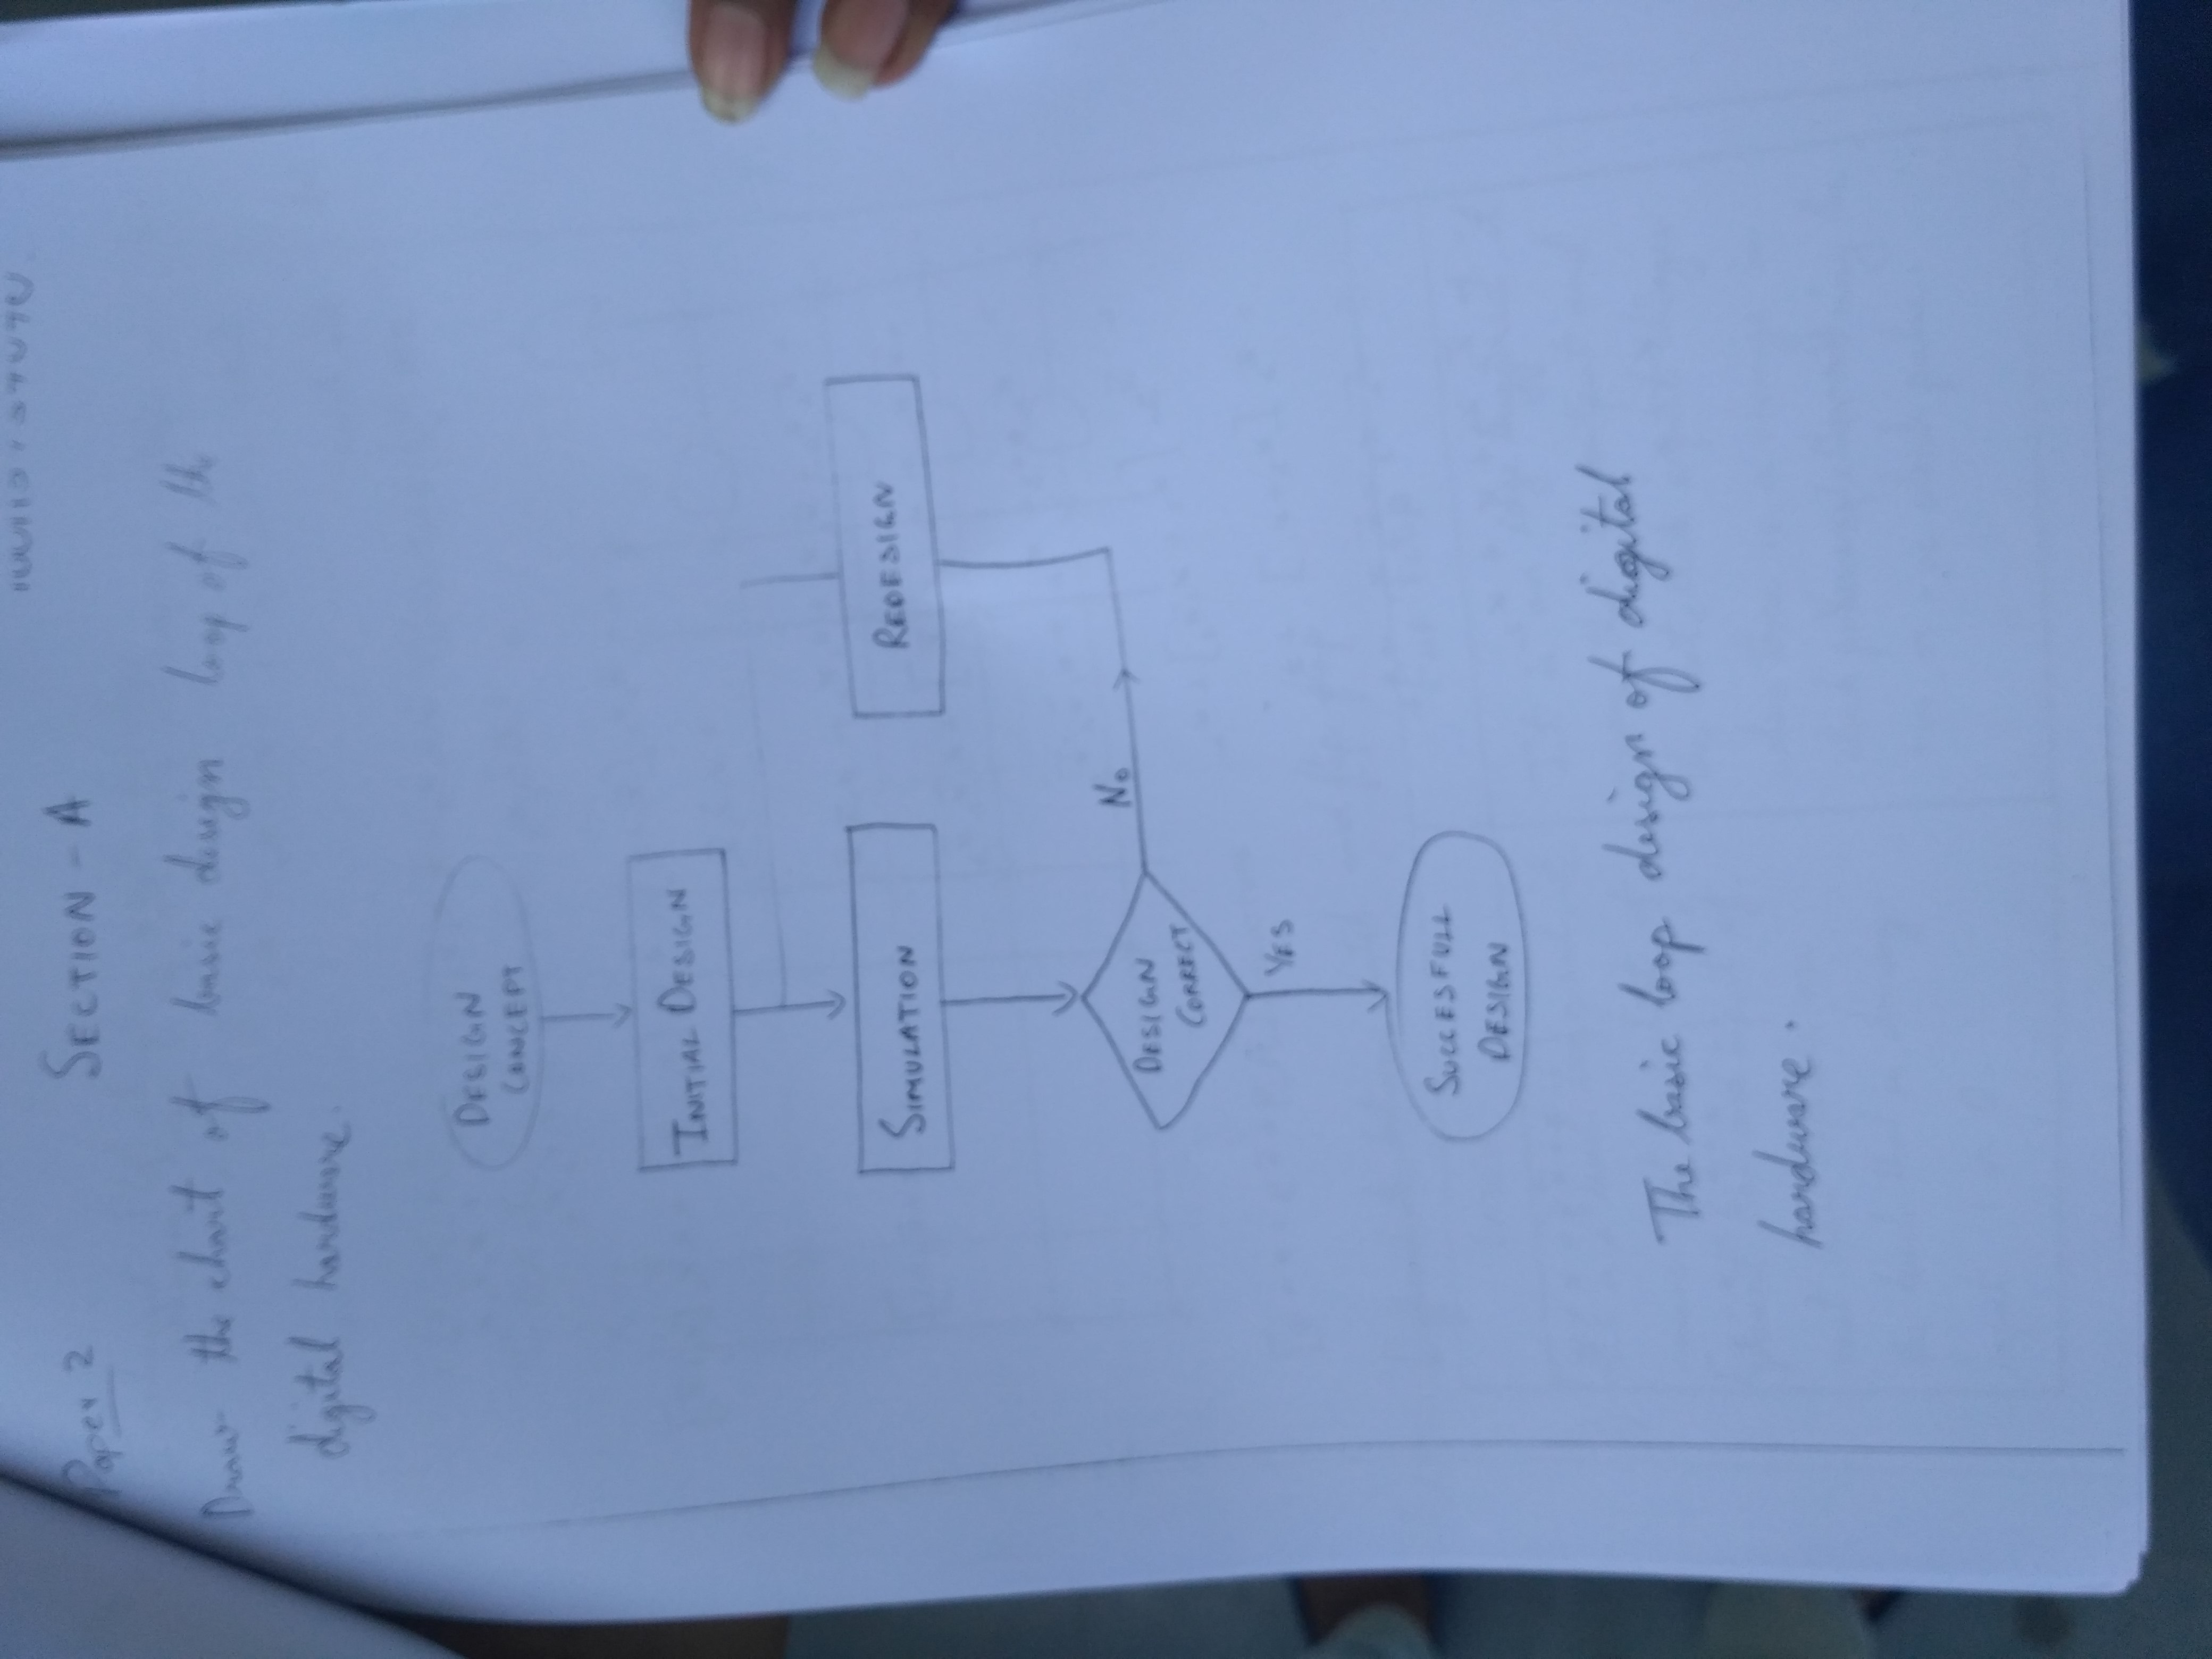 Paper 2
SECTION - A
Draw the chart of basic design loop of the
digital hardware.
DESIGN
CONCEPT
INITIAL DESIGN
SIMULATION
REDESIGN
DESIGN
CORRECT
No
YES
SUCCESFULL
DESIGN
The basic loop design of digital
hardware.